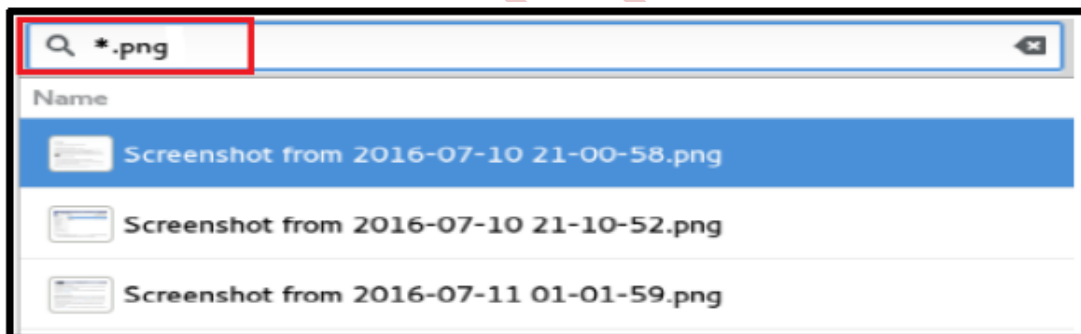 *.png
Name
Screenshot from 2016-07-10 21-00-58.png
Screenshot from 2016-07-10 21-10-52.png
Screenshot from 2016-07-11 01-01-59.png